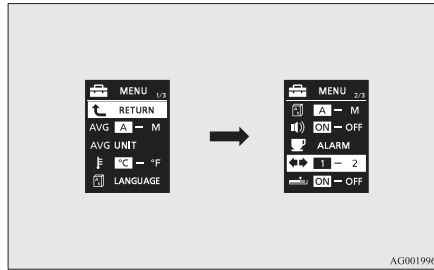 MENU 1/3
RETURN
AVG A — M
AVG UNIT
°C — °F
LANGUAGE
MENU 2/3
A — M
ON — OFF
ALARM
1 — 2
ON — OFF
AG001996